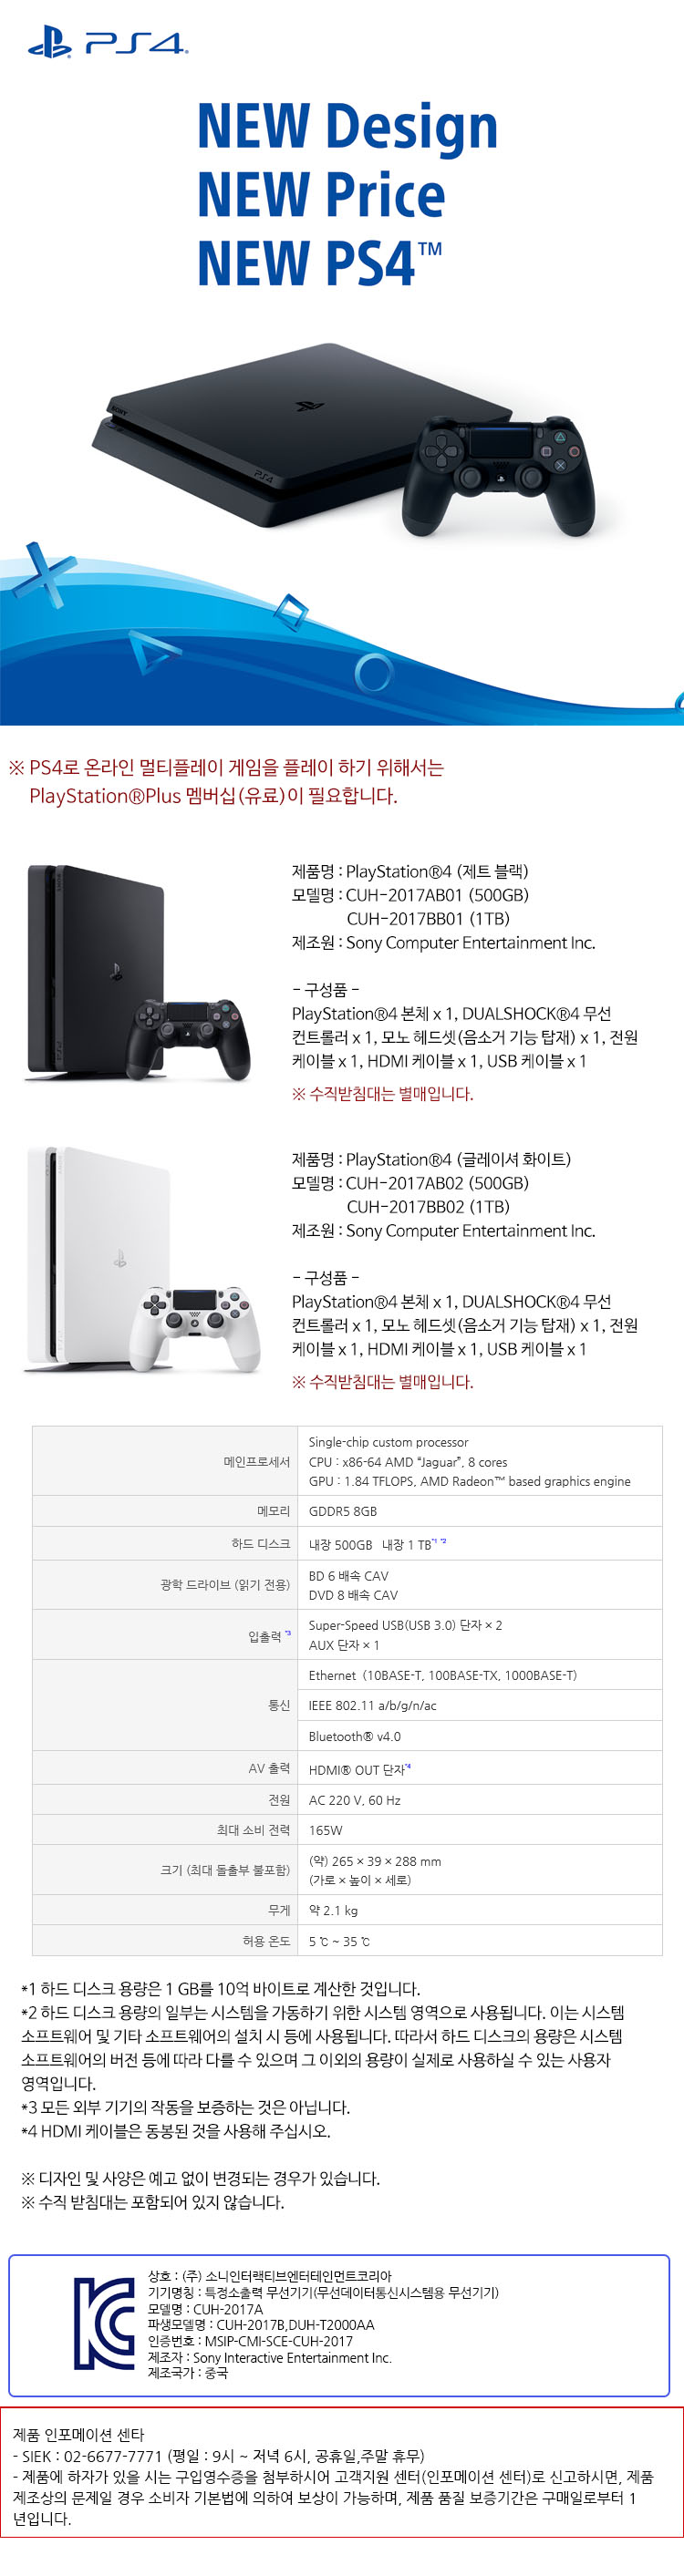 PS4
NEW Design
NEW Price
NEW PS4™
SONY
PS4
※ PS4로 온라인 멀티플레이 게임을 플레이 하기 위해서는
PlayStation®Plus 멤버십(유료)이 필요합니다.
제품명 : PlayStation®4 (제트 블랙)
모델명 : CUH-2017AB01 (500GB)
CUH-2017BB01 (1TB)
제조원 : Sony Computer Entertainment Inc.
- 구성품 -
PlayStation®4 본체 x 1, DUALSHOCK®4 무선
컨트롤러 x 1, 모노 헤드셋(음소거 기능 탑재) x 1, 전원
케이블 x 1, HDMI 케이블 x 1, USB 케이블 x 1
※ 수직받침대는 별매입니다.
제품명 : PlayStation®4 (글레이셔 화이트)
모델명 : CUH-2017AB02 (500GB)
CUH-2017BB02 (1TB)
제조원 : Sony Computer Entertainment Inc.
- 구성품 -
PlayStation®4 본체 x 1, DUALSHOCK®4 무선
컨트롤러 x 1, 모노 헤드셋(음소거 기능 탑재) x 1, 전원
케이블 x 1, HDMI 케이블 x 1, USB 케이블 x 1
※ 수직받침대는 별매입니다.
메인프로세서
Single-chip custom processor
CPU : x86-64 AMD “Jaguar”, 8 cores
GPU : 1.84 TFLOPS, AMD Radeon™ based graphics engine
메모리 GDDR5 8GB
하드 디스크 내장 500GB 내장 1 TB*1 *2
광학 드라이브 (읽기 전용)
BD 6 배속 CAV
DVD 8 배속 CAV
입출력 *3
Super-Speed USB(USB 3.0) 단자 × 2
AUX 단자 × 1
통신
Ethernet (10BASE-T, 100BASE-TX, 1000BASE-T)
IEEE 802.11 a/b/g/n/ac
Bluetooth® v4.0
AV 출력 HDMI® OUT 단자*4
전원 AC 220 V, 60 Hz
최대 소비 전력 165W
크기 (최대 돌출부 불포함)
(약) 265 × 39 × 288 mm
(가로 × 높이 × 세로)
무게 약 2.1 kg
허용 온도 5 ℃ ~ 35 ℃
*1 하드 디스크 용량은 1 GB를 10억 바이트로 계산한 것입니다.
*2 하드 디스크 용량의 일부는 시스템을 가동하기 위한 시스템 영역으로 사용됩니다. 이는 시스템
소프트웨어 및 기타 소프트웨어의 설치 시 등에 사용됩니다. 따라서 하드 디스크의 용량은 시스템
소프트웨어의 버전 등에 따라 다를 수 있으며 그 이외의 용량이 실제로 사용하실 수 있는 사용자
영역입니다.
*3 모든 외부 기기의 작동을 보증하는 것은 아닙니다.
*4 HDMI 케이블은 동봉된 것을 사용해 주십시오.
※ 디자인 및 사양은 예고 없이 변경되는 경우가 있습니다.
※ 수직 받침대는 포함되어 있지 않습니다.
상호 : (주) 소니인터랙티브엔터테인먼트코리아
기기명칭 : 특정소출력 무선기기(무선데이터통신시스템용 무선기기)
모델명 : CUH-2017A
파생모델명 : CUH-2017B,DUH-T2000AA
인증번호 : MSIP-CMI-SCE-CUH-2017
제조자 : Sony Interactive Entertainment Inc.
제조국가 : 중국
제품 인포메이션 센타
- SIEK : 02-6677-7771 (평일 : 9시 ~ 저녁 6시, 공휴일,주말 휴무)
- 제품에 하자가 있을 시는 구입영수증을 첨부하시어 고객지원 센터(인포메이션 센터)로 신고하시면, 제품
제조상의 문제일 경우 소비자 기본법에 의하여 보상이 가능하며, 제품 품질 보증기간은 구매일로부터 1
년입니다.